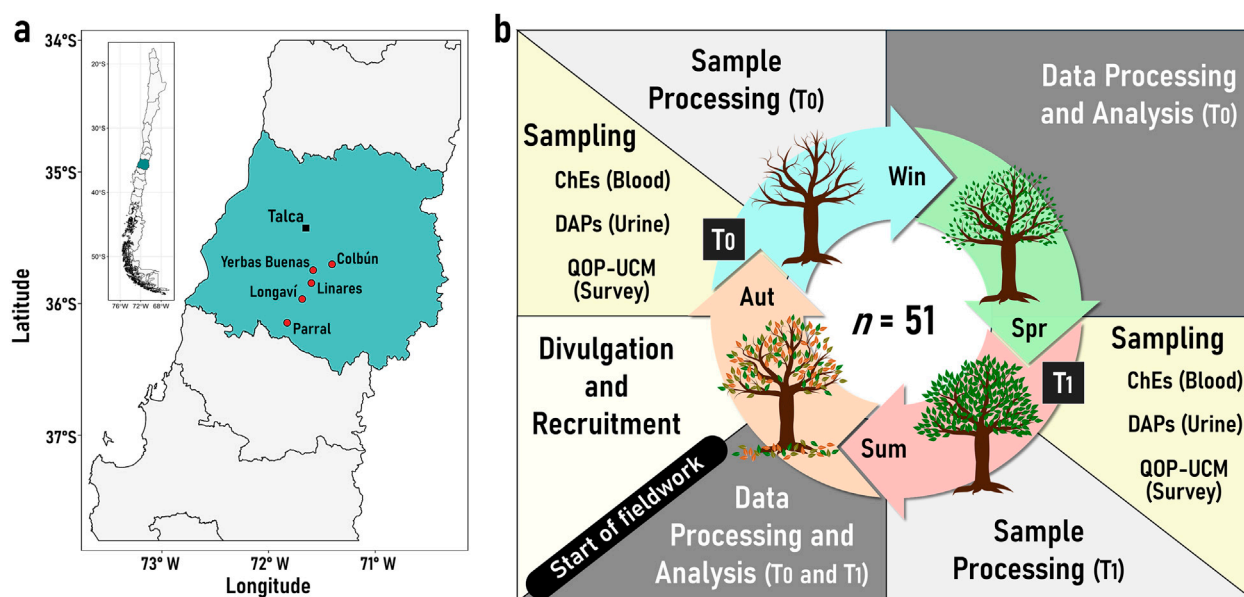 a
34°S
35°S
36°S
37°S
Latitude
20°S
30°S
40°S
50°S
76°W 72°W 68°W
Talca
Yerbas Buenas
Colbún
Linares
Longaví
Parral
73° W
72° W
71° W
Longitude
b
Sample
Processing (T0)
Data Processing
and Analysis (T0)
Sampling
ChEs (Blood)
DAPs (Urine)
QOP-UCM
(Survey)
T0
Win
Aut
n = 51
Spr
T1
Sum
Sampling
ChEs (Blood)
DAPs (Urine)
QOP-UCM
(Survey)
Divulgation
and
Recruitment
Start of fieldwork
Data
Processing and
Analysis (T0 and T1)
Sample
Processing (T1)